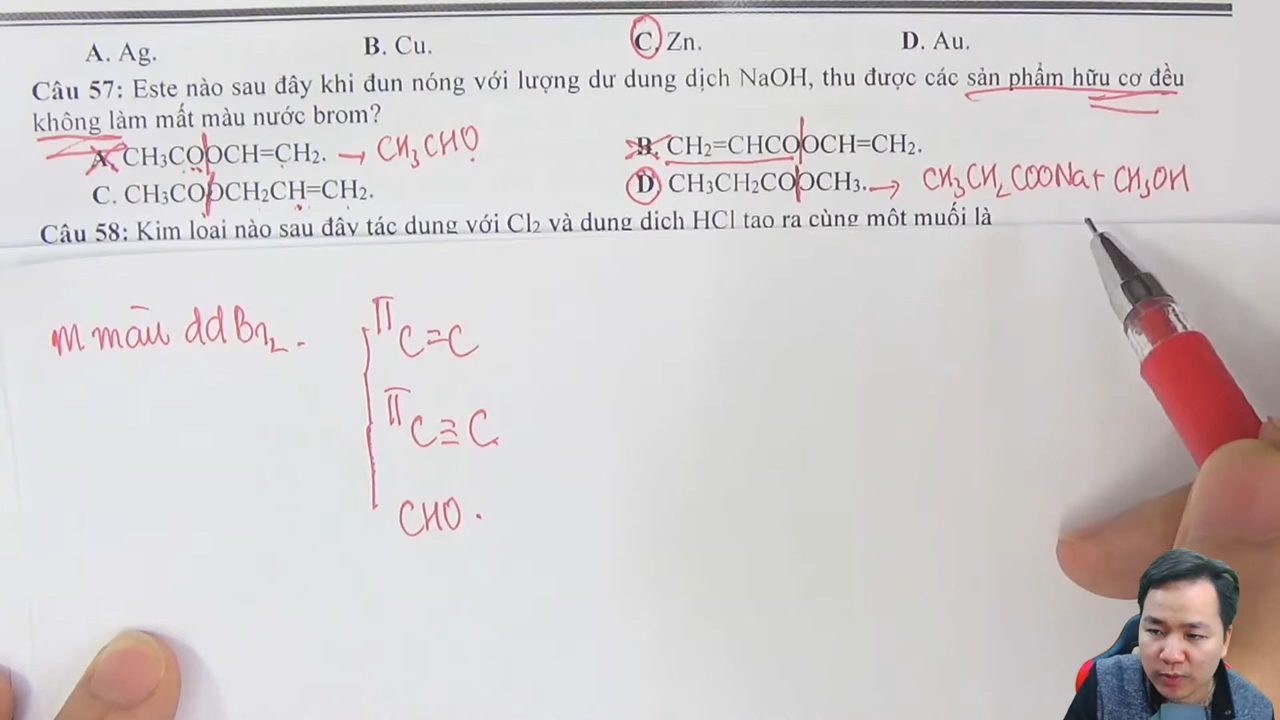 A. Ag. B. Cu. C. Zn. D. Au.
Câu 57: Este nào sau đây khi đun nóng với lượng dư dung dịch NaOH, thu được các sản phẩm hữu cơ đều
không làm mất màu nước brom?
A. CH3COOCH=CH2. → CH3CHO B. CH2=CHCOOCH=CH2.
C. CH3COOCH2CH=CH2. D. CH3CH2COOCH3. → CH3CH2COONa + CH3OH
Câu 58: Kim loại nào sau đây tác dụng với Cl2 và dung dịch HCl tạo ra cùng một muối là
m màu dd Br2. π C=C
π C≡C
CHO.